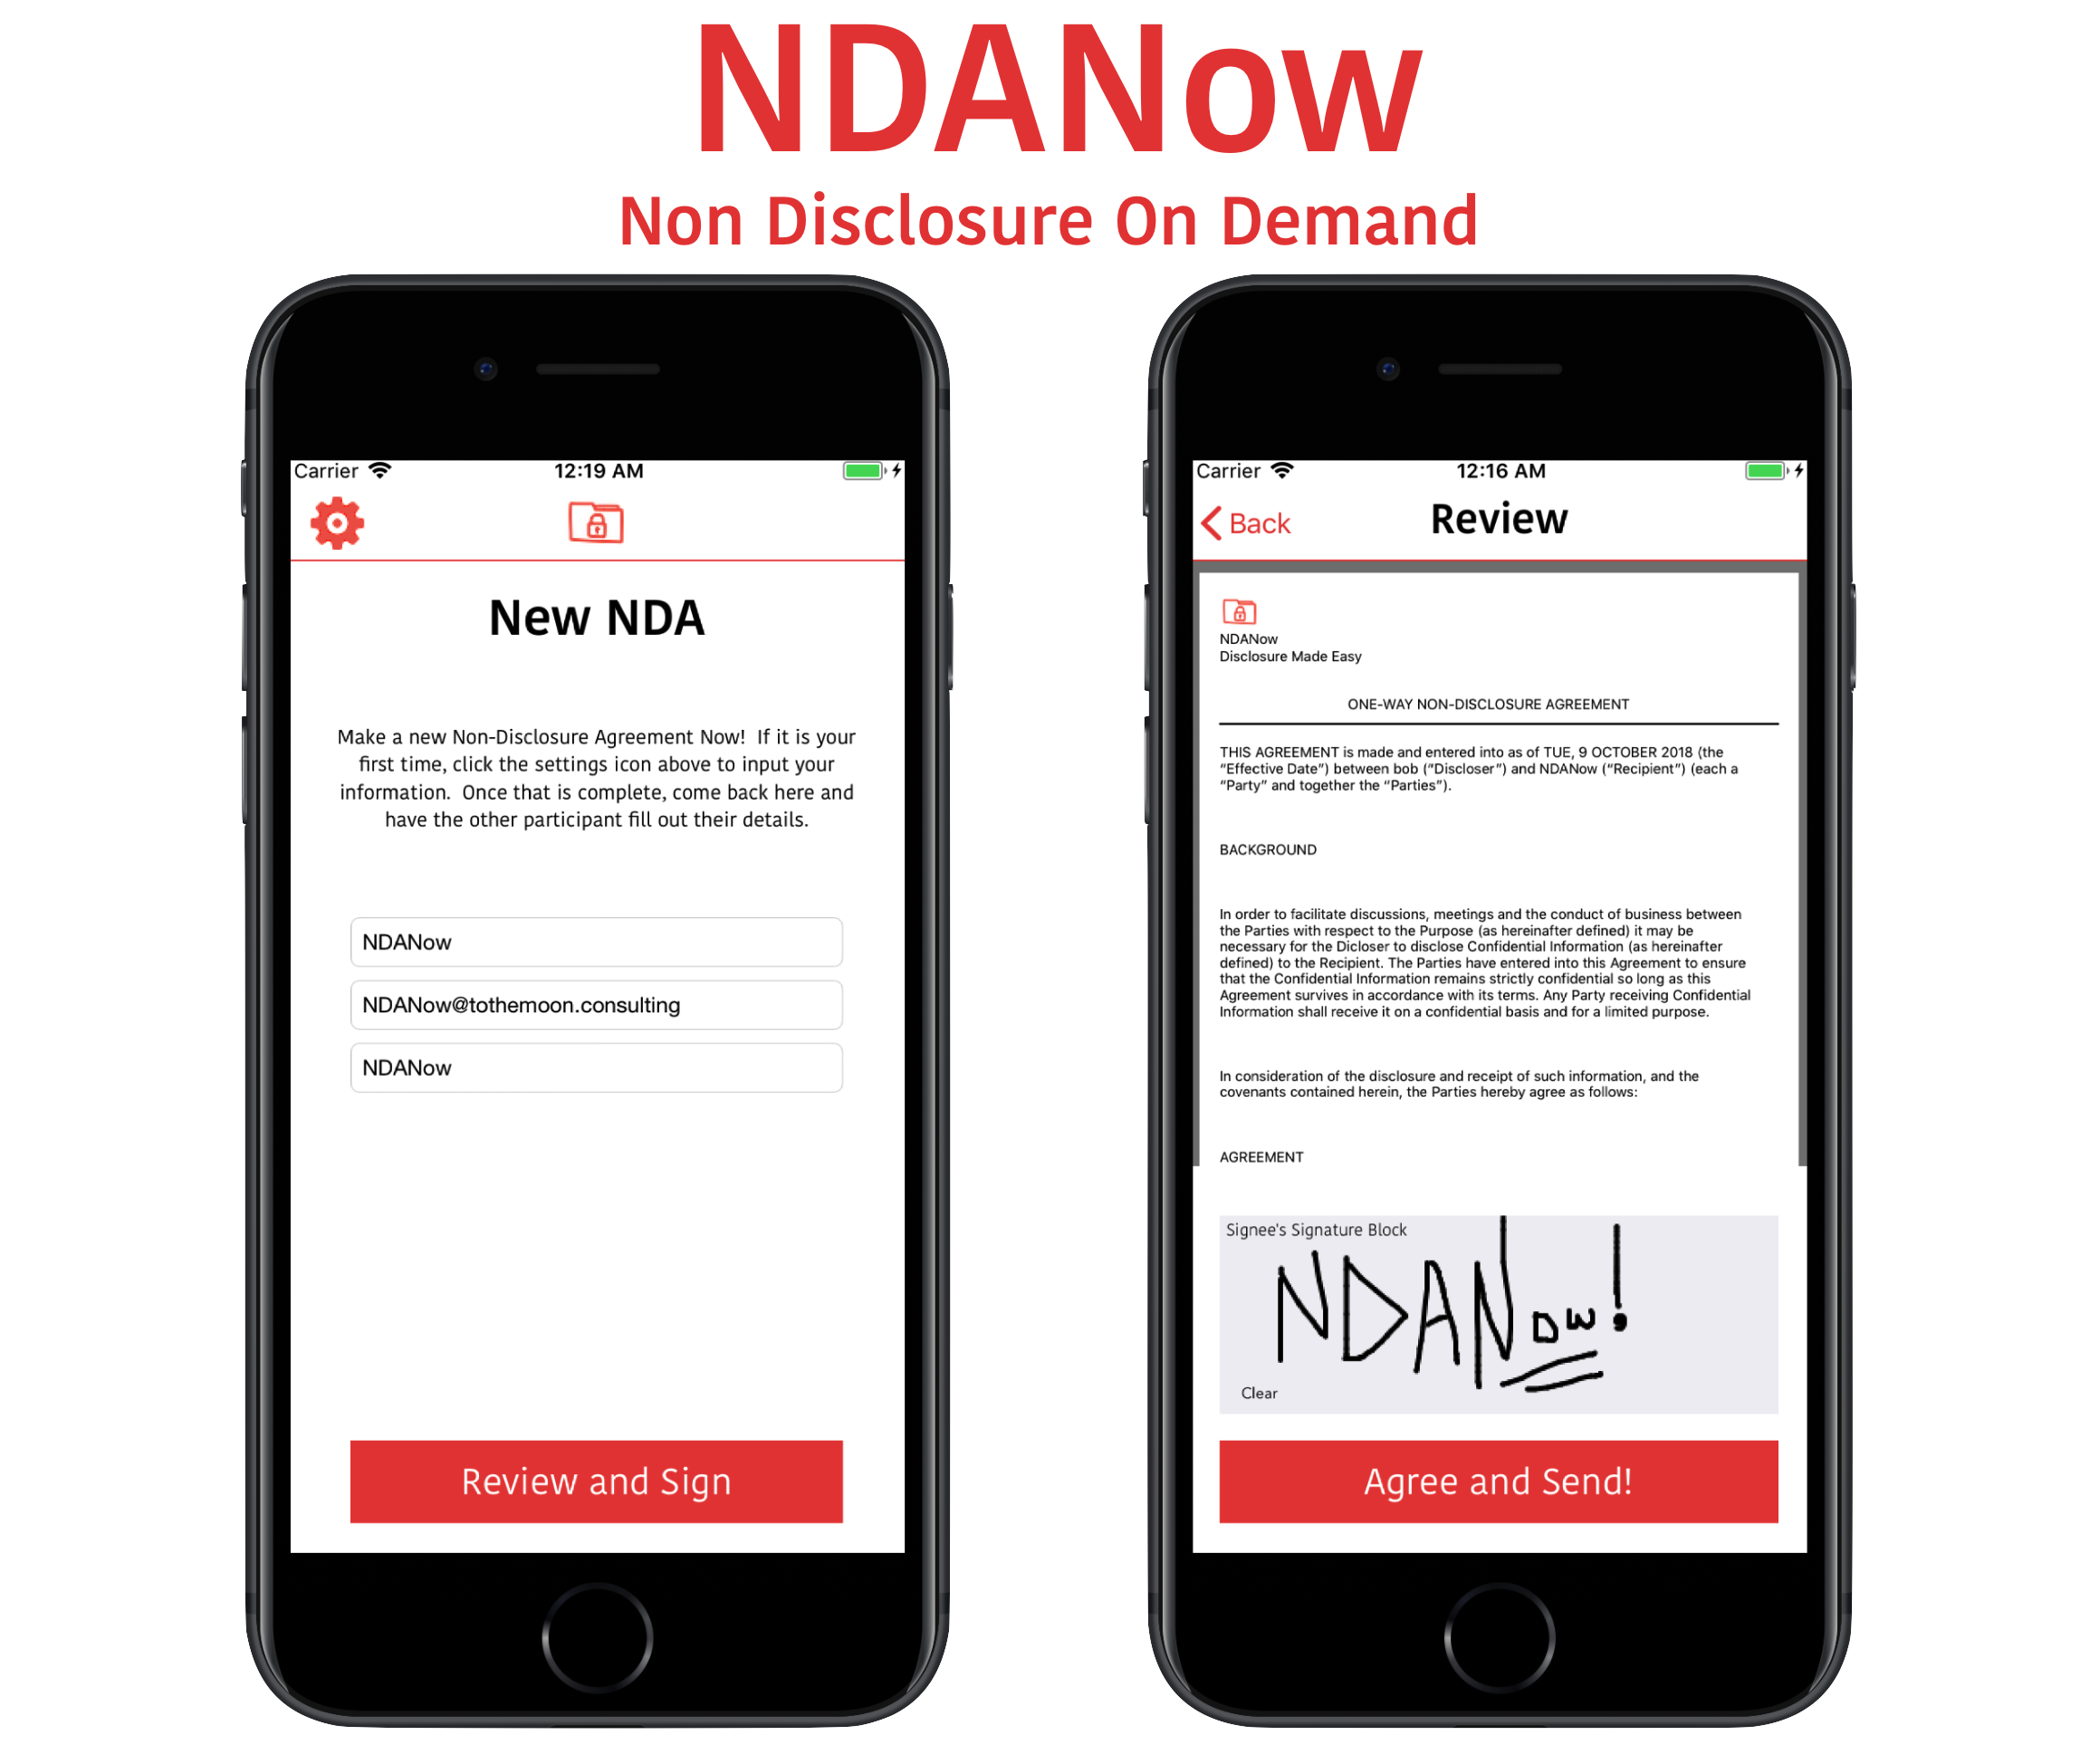 NDANow
Non Disclosure On Demand
Carrier
12:19 AM
New NDA
Make a new Non-Disclosure Agreement Now!  If it is your
first time, click the settings icon above to input your
information.  Once that is complete, come back here and
have the other participant fill out their details.
NDANow
NDANow@tothemoon.consulting
NDANow
Review and Sign
Carrier
12:16 AM
Back
Review
NDANow
Disclosure Made Easy
ONE-WAY NON-DISCLOSURE AGREEMENT
THIS AGREEMENT is made and entered into as of TUE, 9 OCTOBER 2018 (the
“Effective Date”) between bob (“Discloser”) and NDANow (“Recipient”) (each a
“Party” and together the “Parties”).
BACKGROUND
In order to facilitate discussions, meetings and the conduct of business between
the Parties with respect to the Purpose (as hereinafter defined) it may be
necessary for the Dicloser to disclose Confidential Information (as hereinafter
defined) to the Recipient. The Parties have entered into this Agreement to ensure
that the Confidential Information remains strictly confidential so long as this
Agreement survives in accordance with its terms. Any Party receiving Confidential
Information shall receive it on a confidential basis and for a limited purpose.
In consideration of the disclosure and receipt of such information, and the
covenants contained herein, the Parties hereby agree as follows:
AGREEMENT
Signee's Signature Block
NDANow!
Clear
Agree and Send!